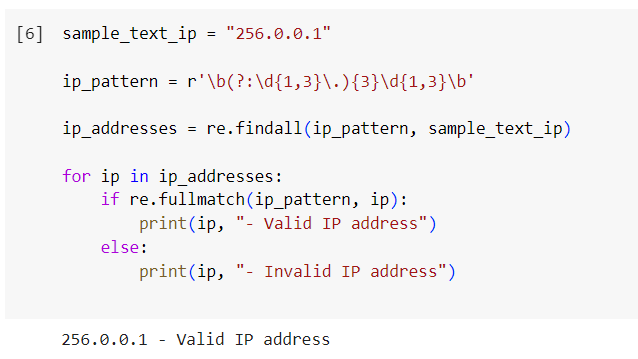 [6] sample_text_ip = "256.0.0.1"
ip_pattern = r'\b(?:\d{1,3}\.){3}\d{1,3}\b'
ip_addresses = re.findall(ip_pattern, sample_text_ip)
for ip in ip_addresses:
    if re.fullmatch(ip_pattern, ip):
        print(ip, "- Valid IP address")
    else:
        print(ip, "- Invalid IP address")
256.0.0.1 - Valid IP address